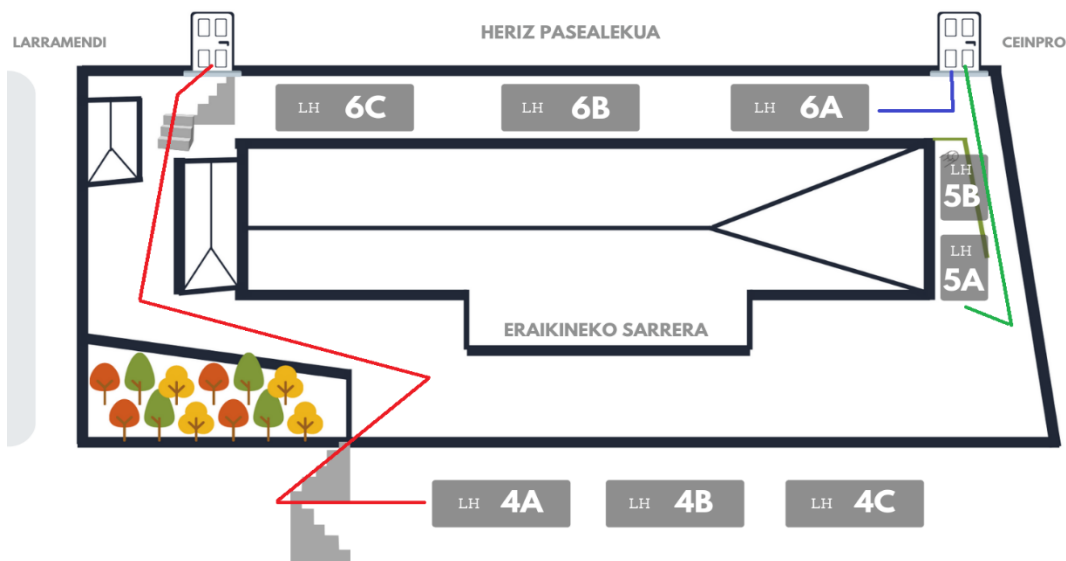 HERIZ PASEALEKUA
LARRAMENDI
CEINPRO
LH 6C
LH 6B
LH 6A
LH
5B
LH
5A
ERAIKINEKO SARRERA
LH 4A
LH 4B
LH 4C